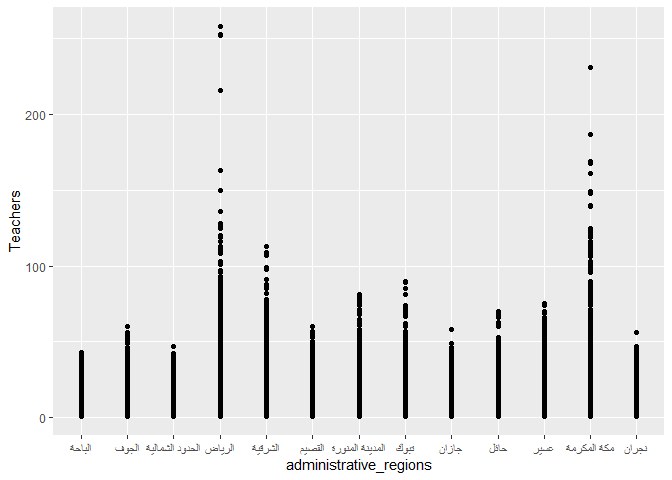 200
100
0
Teachers
الباحة
الجوف
الحدود الشمالية
الرياض
الشرقية
القصيم
المدينة المنورة
تبوك
جازان
حائل
عسير
مكة المكرمة
نجران
administrative_regions